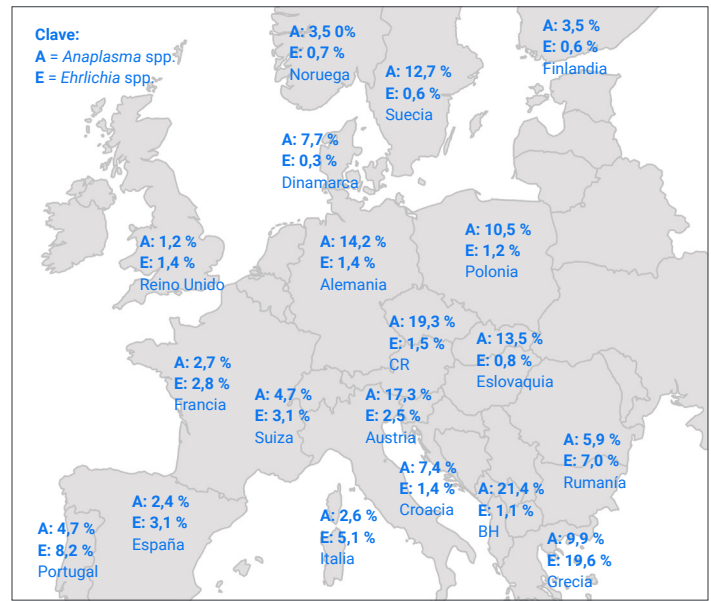 Clave:
A = Anaplasma spp.
E = Ehrlichia spp.
A: 3,5 0%
E: 0,7 %
Noruega
A: 12,7 %
E: 0,6 %
Suecia
A: 3,5 %
E: 0,6 %
Finlandia
A: 7,7 %
E: 0,3 %
Dinamarca
A: 1,2 %
E: 1,4 %
Reino Unido
A: 14,2 %
E: 1,4 %
Alemania
A: 10,5 %
E: 1,2 %
Polonia
A: 19,3 %
E: 1,5 %
CR
A: 13,5 %
E: 0,8 %
Eslovaquia
A: 2,7 %
E: 2,8 %
Francia
A: 4,7 %
E: 3,1 %
Suiza
A: 17,3 %
E: 2,5 %
Austria
A: 5,9 %
E: 7,0 %
Rumanía
A: 7,4 %
E: 1,4 %
Croacia
A: 21,4 %
E: 1,1 %
BH
A: 2,4 %
E: 3,1 %
España
A: 4,7 %
E: 8,2 %
Portugal
A: 2,6 %
E: 5,1 %
Italia
A: 9,9 %
E: 19,6 %
Grecia